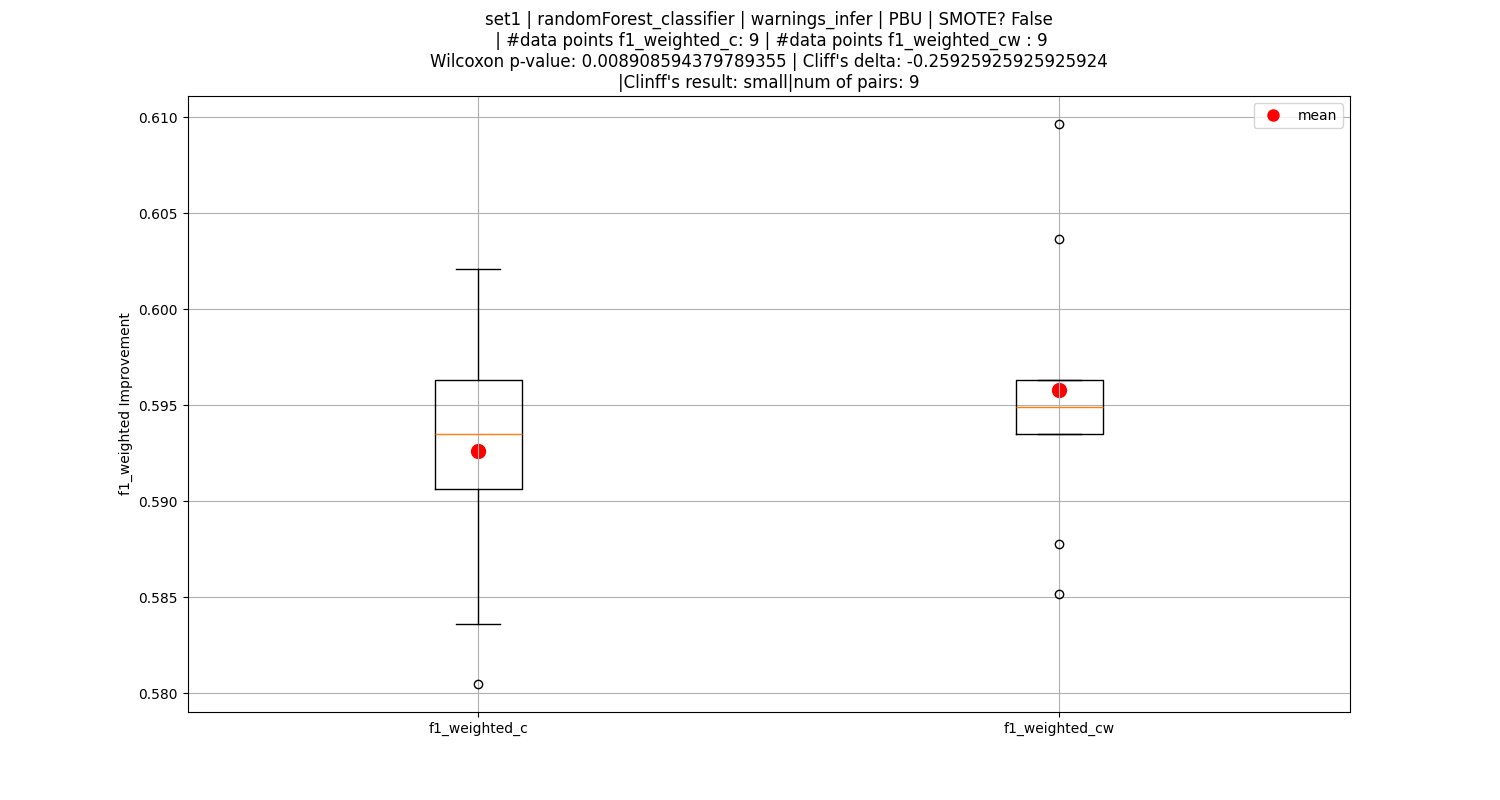 set1 | randomForest_classifier | warnings_infer | PBU | SMOTE? False
| #data points f1_weighted_c: 9 | #data points f1_weighted_cw : 9
Wilcoxon p-value: 0.008908594379789355 | Cliff's delta: -0.25925925925925924
|Clinff's result: small|num of pairs: 9
mean
0.610
0.605
0.600
0.595
0.590
0.585
0.580
f1_weighted Improvement
f1_weighted_c
f1_weighted_cw